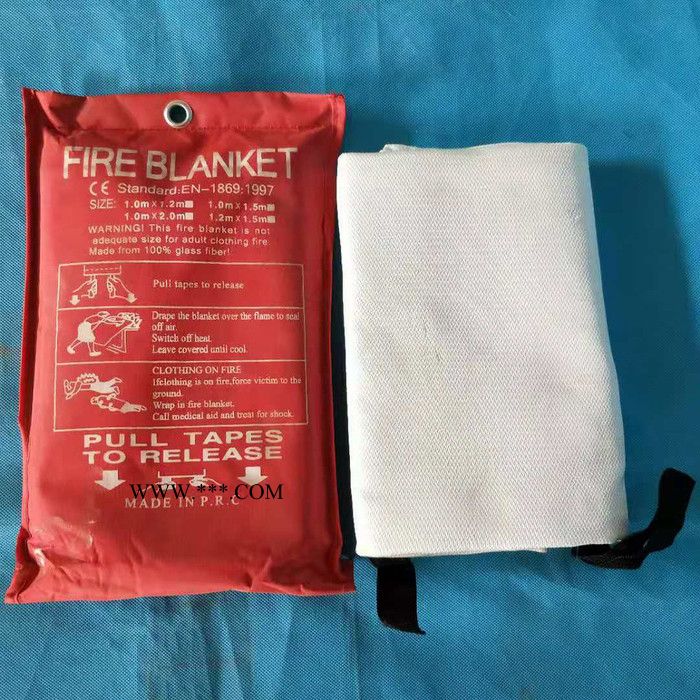 FIRE BLANKET
CE Standard:EN-1869:1997
SIZE: 1.0m X 1.2m 1.0m X 1.5m
1.0m X 2.0m 1.2m X 1.5m
WARNING! This fire blanket is not
adequate size for adult clothing fire.
Made from 100% glass fiber!
Pull tapes to release
Drape the blanket over the flame to seal
off air.
Switch off heat.
Leave covered until cool.
CLOTHING ON FIRE
Ifclothing is on fire,force victim to the
ground.
Wrap in fire blanket.
Call medical aid and treat for shock.
PULL TAPES
TO RELEASE
WWW.***.COM
MADE IN P.R.C